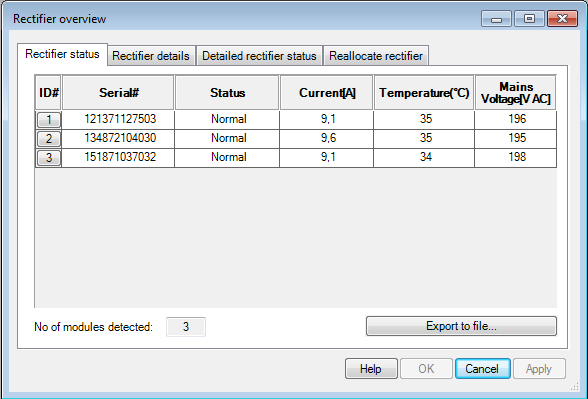 Rectifier overview
Rectifier status Rectifier details Detailed rectifier status Reallocate rectifier
ID# Serial# Status Current[A] Temperature(°C) Mains Voltage[V AC]
1 121371127503 Normal 9,1 35 196
2 134872104030 Normal 9,6 35 195
3 151871037032 Normal 9,1 34 198
No of modules detected: 3 Export to file...
Help OK Cancel Apply